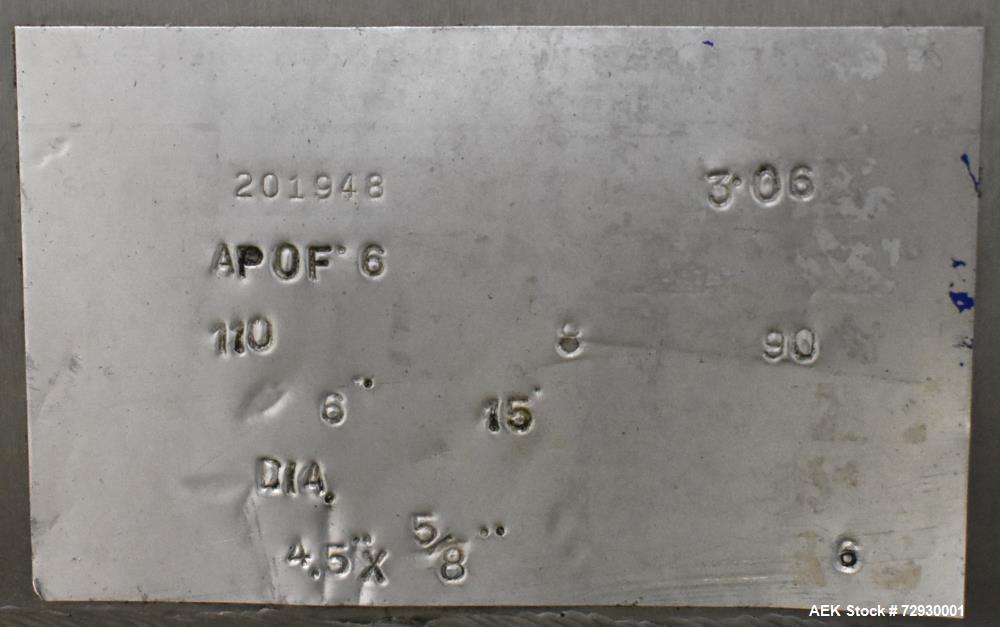 201948 3·06
APOF·6
110 8 90
6" 15"
DIA.
4.5"X 5/8"
6
AEK Stock # 72930001